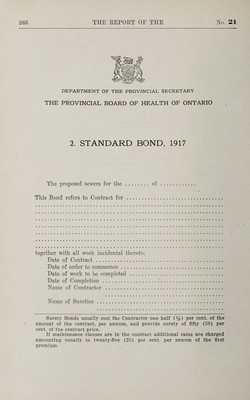 268 THE REPORT OF THE No. 21
DEPARTMENT OF THE PROVINCIAL SECRETARY
THE PROVINCIAL BOARD OF HEALTH OF ONTARIO
2. STANDARD BOND, 1917
The proposed sewers for the ........ of ............
This Bond refers to Contract for ................................
together with all work incidental thereto.
Date of Contract ................................
Date of order to commence ................................
Date of work to be completed ................................
Date of Completion ................................
Name of Contractor ................................
Name of Sureties ................................
Surety Bonds usually cost the Contractor one half (½) per cent. of the
amount of the contract, per annum, and provide surety of fifty (50) per
cent. of the contract price.
If maintenance clauses are in the contract additional rates are charged
amounting usually to twenty-five (25) per cent. per annum of the first
premium.